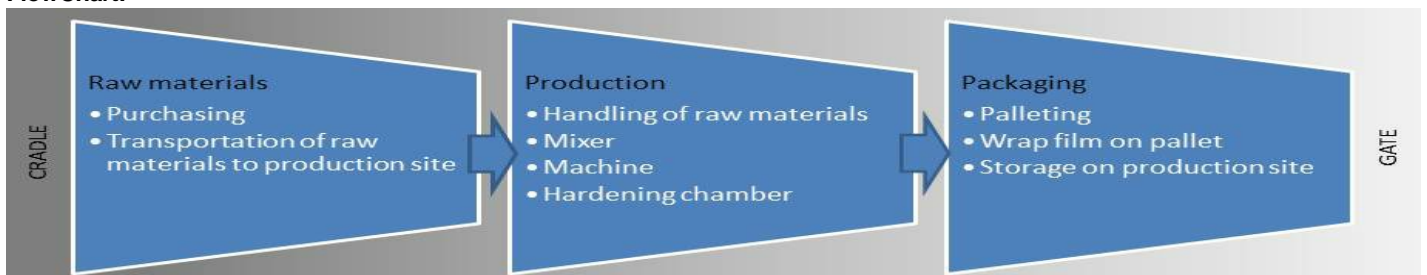 CRADLE
Raw materials
• Purchasing
• Transportation of raw
materials to production site
Production
• Handling of raw materials
• Mixer
• Machine
• Hardening chamber
Packaging
• Palleting
• Wrap film on pallet
• Storage on production site
GATE